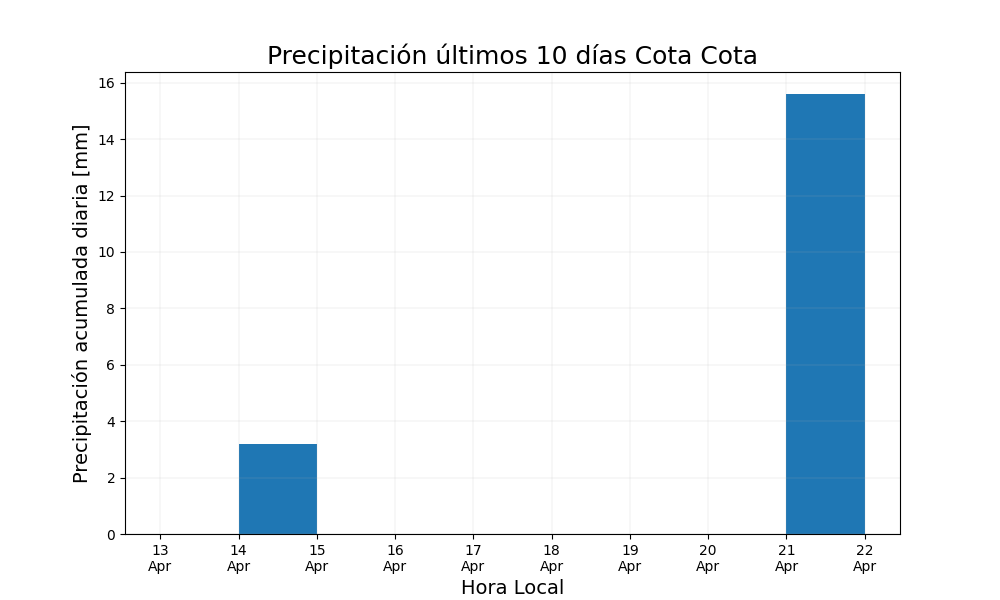 Precipitación últimos 10 días Cota Cota
Precipitación acumulada diaria [mm]
16
14
12
10
8
6
4
2
0
13 14 15 16 17 18 19 20 21 22
Apr Apr Apr Apr Apr Apr Apr Apr Apr Apr
Hora Local